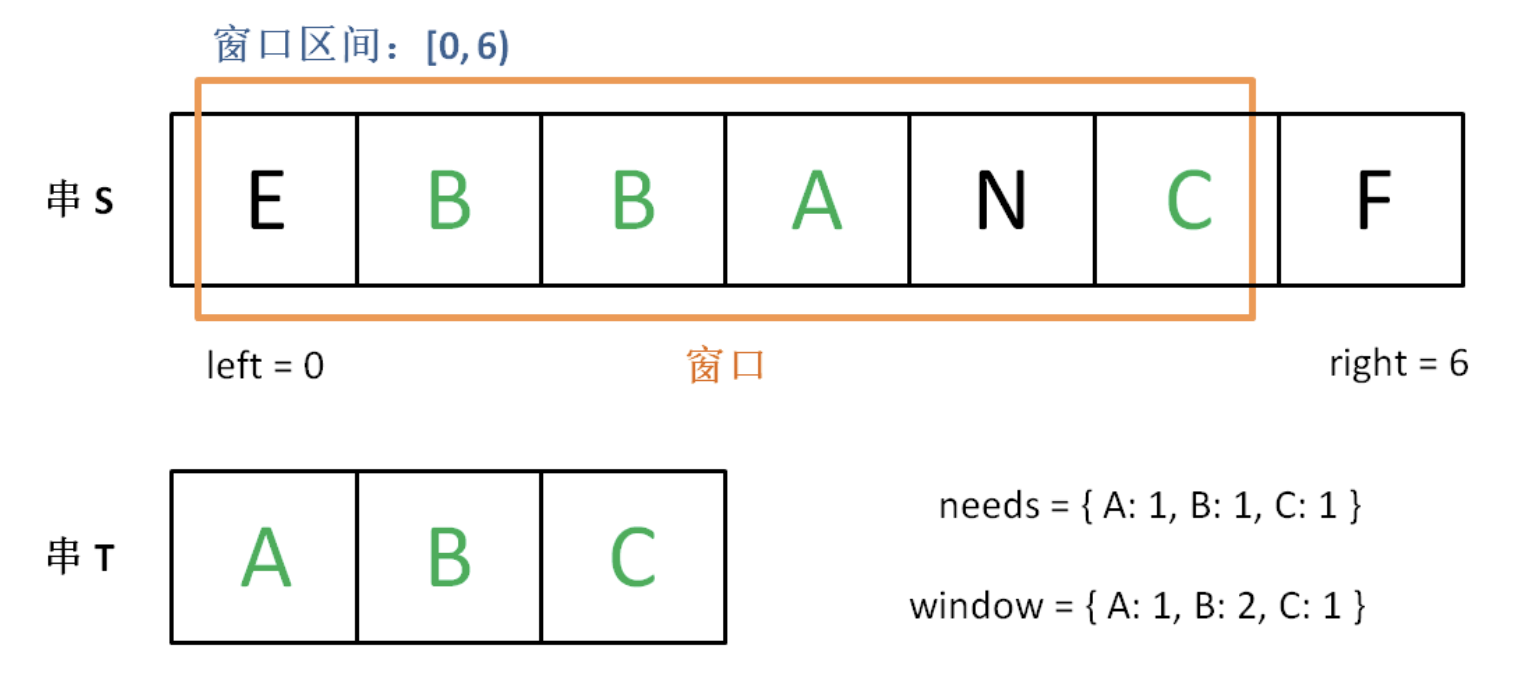 窗口区间：[0, 6)
串 S E B B A N C F
left = 0 窗口 right = 6
串 T A B C
needs = { A: 1, B: 1, C: 1 }
window = { A: 1, B: 2, C: 1 }